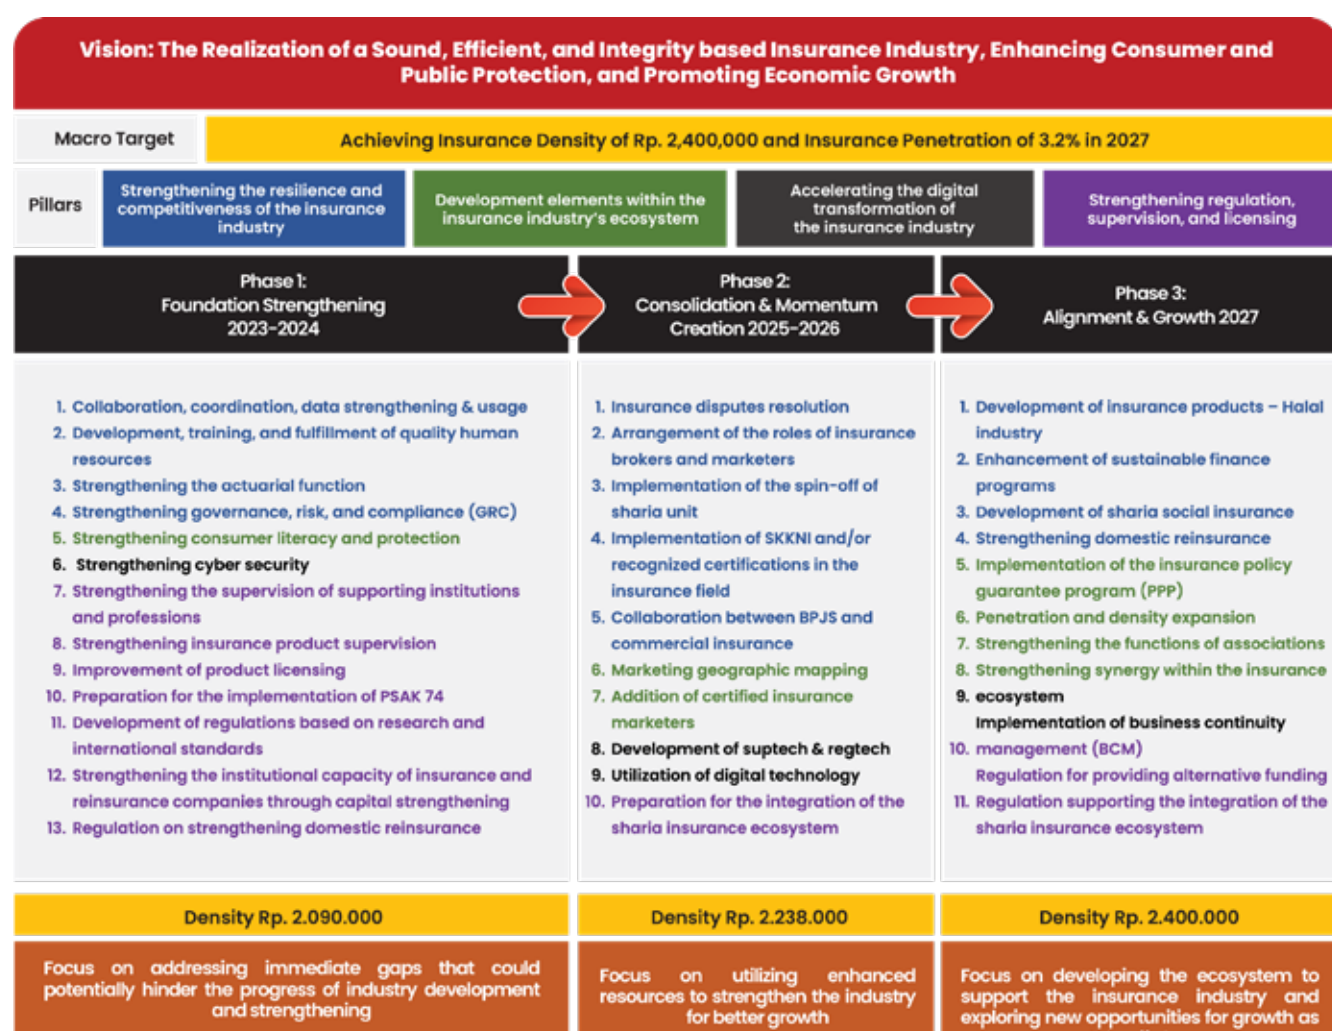 Vision: The Realization of a Sound, Efficient, and Integrity based Insurance Industry, Enhancing Consumer and
Public Protection, and Promoting Economic Growth
Macro Target
Achieving Insurance Density of Rp. 2,400,000 and Insurance Penetration of 3.2% in 2027
Pillars
Strengthening the resilience and
competitiveness of the insurance
industry
Development elements within the
insurance industry's ecosystem
Accelerating the digital
transformation of
the insurance industry
Strengthening regulation,
supervision, and licensing
Phase 1:
Foundation Strengthening
2023-2024
Phase 2:
Consolidation & Momentum
Creation 2025-2026
Phase 3:
Alignment & Growth 2027
1. Collaboration, coordination, data strengthening & usage
2. Development, training, and fulfillment of quality human
resources
3. Strengthening the actuarial function
4. Strengthening governance, risk, and compliance (GRC)
5. Strengthening consumer literacy and protection
6. Strengthening cyber security
7. Strengthening the supervision of supporting institutions
and professions
8. Strengthening insurance product supervision
9. Improvement of product licensing
10. Preparation for the implementation of PSAK 74
11. Development of regulations based on research and
international standards
12. Strengthening the institutional capacity of insurance and
reinsurance companies through capital strengthening
13. Regulation on strengthening domestic reinsurance
1. Insurance disputes resolution
2. Arrangement of the roles of insurance
brokers and marketers
3. Implementation of the spin-off of
sharia unit
4. Implementation of SKKNI and/or
recognized certifications in the
insurance field
5. Collaboration between BPJS and
commercial insurance
6. Marketing geographic mapping
7. Addition of certified insurance
marketers
8. Development of suptech & regtech
9. Utilization of digital technology
10. Preparation for the integration of the
sharia insurance ecosystem
1. Development of insurance products – Halal
industry
2. Enhancement of sustainable finance
programs
3. Development of sharia social insurance
4. Strengthening domestic reinsurance
5. Implementation of the insurance policy
guarantee program (PPP)
6. Penetration and density expansion
7. Strengthening the functions of associations
8. Strengthening synergy within the insurance
9. ecosystem
Implementation of business continuity
10. management (BCM)
Regulation for providing alternative funding
11. Regulation supporting the integration of the
sharia insurance ecosystem
Density Rp. 2.090.000
Density Rp. 2.238.000
Density Rp. 2.400.000
Focus on addressing immediate gaps that could
potentially hinder the progress of industry development
and strengthening
Focus on utilizing enhanced
resources to strengthen the industry
for better growth
Focus on developing the ecosystem to
support the insurance industry and
exploring new opportunities for growth as